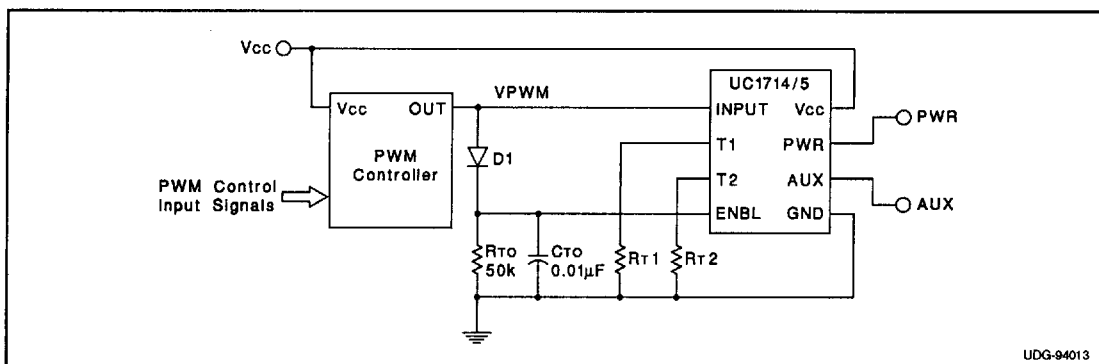 Vcc
UC1714/5
VPWM
Vcc OUT
INPUT Vcc
PWR
T1 PWR
D1
PWM
Controller
T2 AUX
AUX
PWM Control
Input Signals
ENBL GND
RTO
50k
CTO
0.01µF
RT1
RT2
UDG-94013